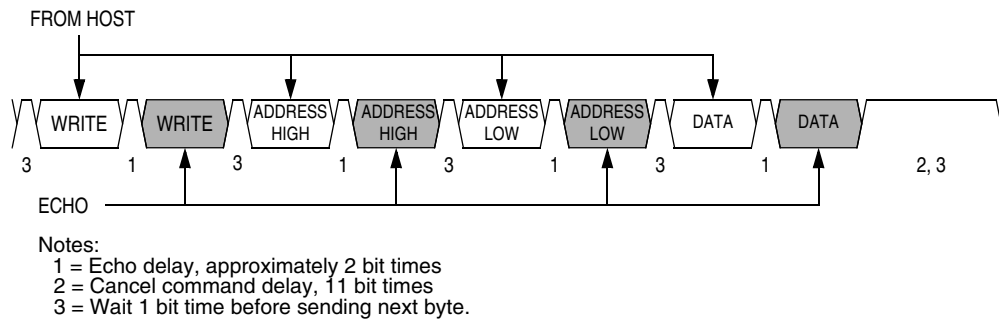 FROM HOST
WRITE WRITE ADDRESS HIGH ADDRESS HIGH ADDRESS LOW ADDRESS LOW DATA DATA
3 1 3 1 3 1 3 1 2, 3
ECHO
Notes:
1 = Echo delay, approximately 2 bit times
2 = Cancel command delay, 11 bit times
3 = Wait 1 bit time before sending next byte.